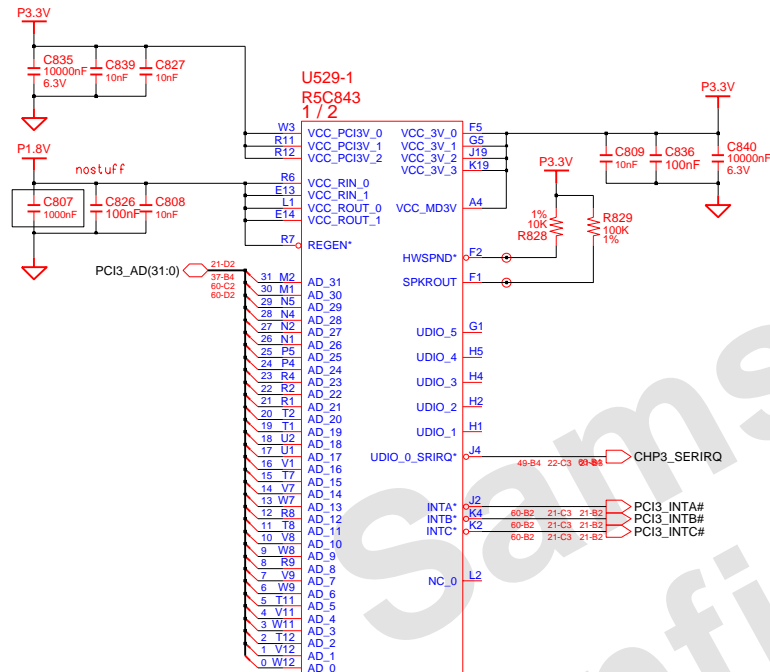 P3.3V
C835
10000nF
6.3V
C839
10nF
C827
10nF
U529-1
R5C843
1 / 2
P3.3V
W3 VCC_PCI3V_0
R11 VCC_PCI3V_1
R12 VCC_PCI3V_2
VCC_3V_0 F5
VCC_3V_1 G5
VCC_3V_2 J19
VCC_3V_3 K19
C809
10nF
C836
100nF
C840
10000nF
6.3V
P1.8V
nostuff
C807
1000nF
C826
100nF
C808
10nF
R6 VCC_RIN_0
E13 VCC_RIN_1
L1 VCC_ROUT_0
E14 VCC_ROUT_1
R7 REGEN*
VCC_MD3V A4
P3.3V
1%
10K
R828
R829
100K
1%
HWSPND* F2
SPKROUT F1
PCI3_AD(31:0)
21-D2
37-B4
60-C2
60-D2
31 M2 AD_31
30 M1 AD_30
29 N5 AD_29
28 N4 AD_28
27 N2 AD_27
26 N1 AD_26
25 P5 AD_25
24 P4 AD_24
23 R4 AD_23
22 R2 AD_22
21 R1 AD_21
20 T2 AD_20
19 T1 AD_19
18 U2 AD_18
17 U1 AD_17
16 V1 AD_16
15 T7 AD_15
14 V7 AD_14
13 W7 AD_13
12 R8 AD_12
11 T8 AD_11
10 V8 AD_10
9 W8 AD_9
8 R9 AD_8
7 V9 AD_7
6 W9 AD_6
5 T11 AD_5
4 V11 AD_4
3 W11 AD_3
2 T12 AD_2
1 V12 AD_1
0 W12 AD_0
UDIO_5 G1
UDIO_4 H5
UDIO_3 H4
UDIO_2 H2
UDIO_1 H1
UDIO_0_SRIRQ* J4
49-B4 22-C3
CHP3_SERIRQ
INTA* J2 PCI3_INTA#
60-B2 21-C3 21-B2
INTB* K4 PCI3_INTB#
60-B2 21-C3 21-B2
INTC* K2 PCI3_INTC#
60-B2 21-C3 21-B2
NC_0 L2
Sams
nfi